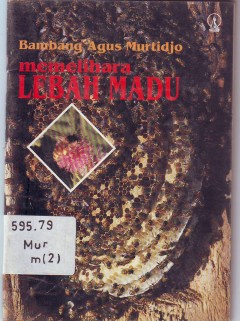 Bambang Agus Murtidjo
memelihara
LEBAH MADU
595.79
Mur
m(2)